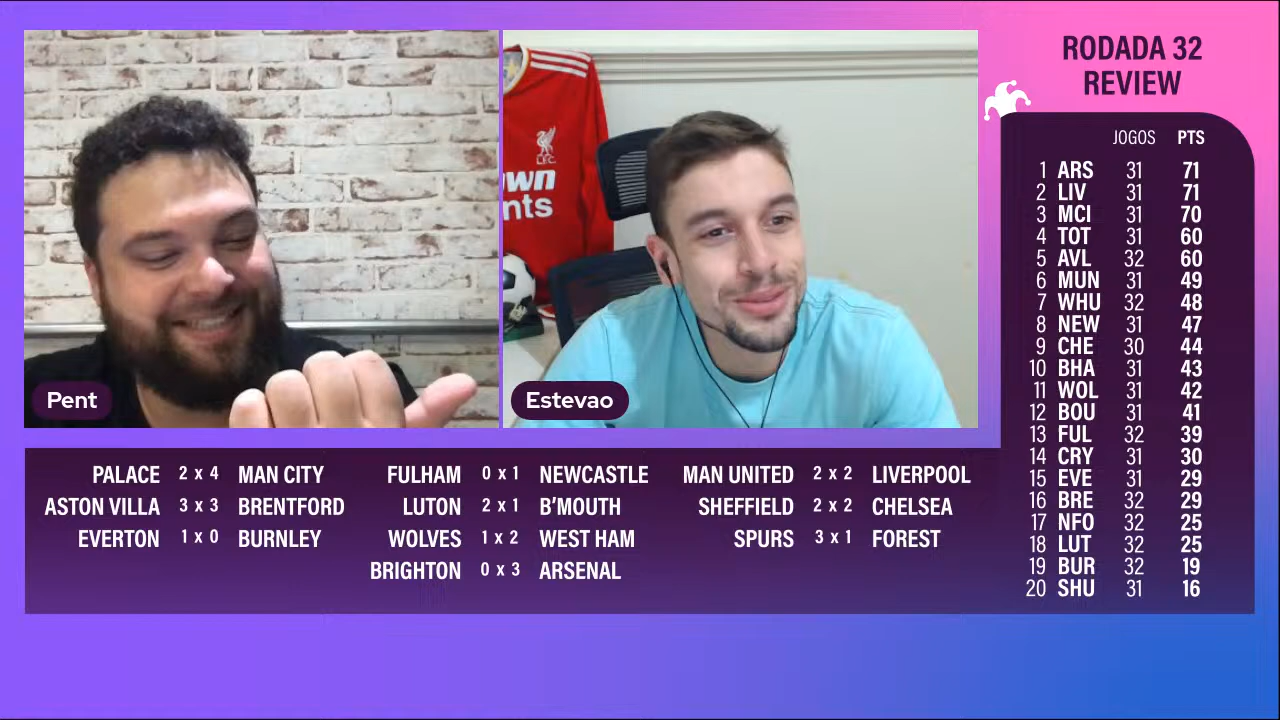 RODADA 32
REVIEW
JOGOS PTS
1 ARS 31 71
2 LIV 31 71
3 MCI 31 70
4 TOT 31 60
5 AVL 32 60
6 MUN 31 49
7 WHU 32 48
8 NEW 31 47
9 CHE 30 44
10 BHA 31 43
11 WOL 31 42
12 BOU 31 41
13 FUL 32 39
14 CRY 31 30
15 EVE 31 29
16 BRE 32 29
17 NFO 32 25
18 LUT 32 25
19 BUR 32 19
20 SHU 31 16
L.F.C.
wn
nts
Pent
Estevao
PALACE 2 x 4 MAN CITY
ASTON VILLA 3 x 3 BRENTFORD
EVERTON 1 x 0 BURNLEY
FULHAM 0 x 1 NEWCASTLE
LUTON 2 x 1 B'MOUTH
WOLVES 1 x 2 WEST HAM
BRIGHTON 0 x 3 ARSENAL
MAN UNITED 2 x 2 LIVERPOOL
SHEFFIELD 2 x 2 CHELSEA
SPURS 3 x 1 FOREST